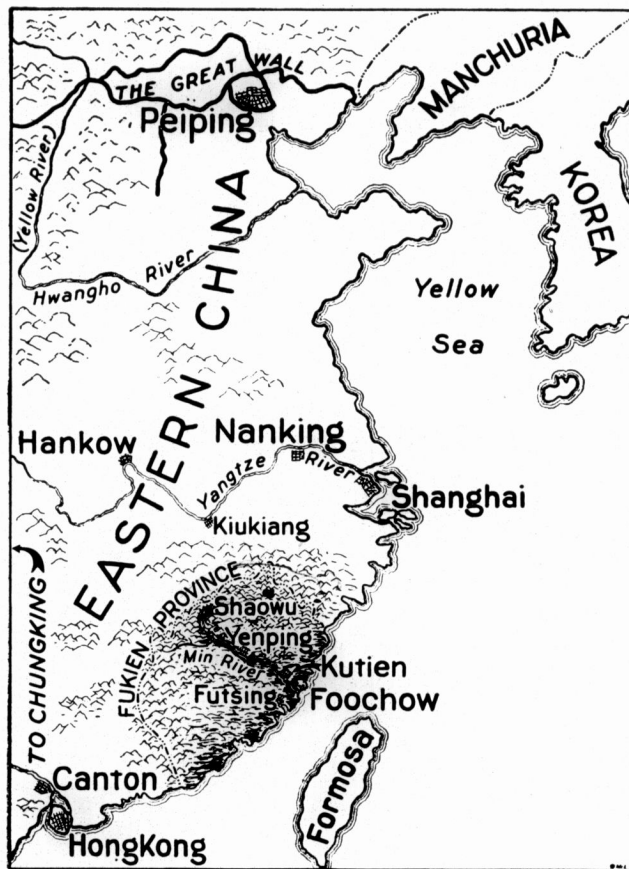 MANCHURIA
THE GREAT WALL
Peiping
KOREA
(Yellow River)
Hwangho River
EASTERN CHINA
Yellow
Sea
Nanking
Hankow
Yangtze River
Shanghai
Kiukiang
TO CHUNGKING
FUKIEN PROVINCE
Shaowu
Yenping
Min River
Kutien
Futsing
Foochow
Canton
Formosa
HongKong